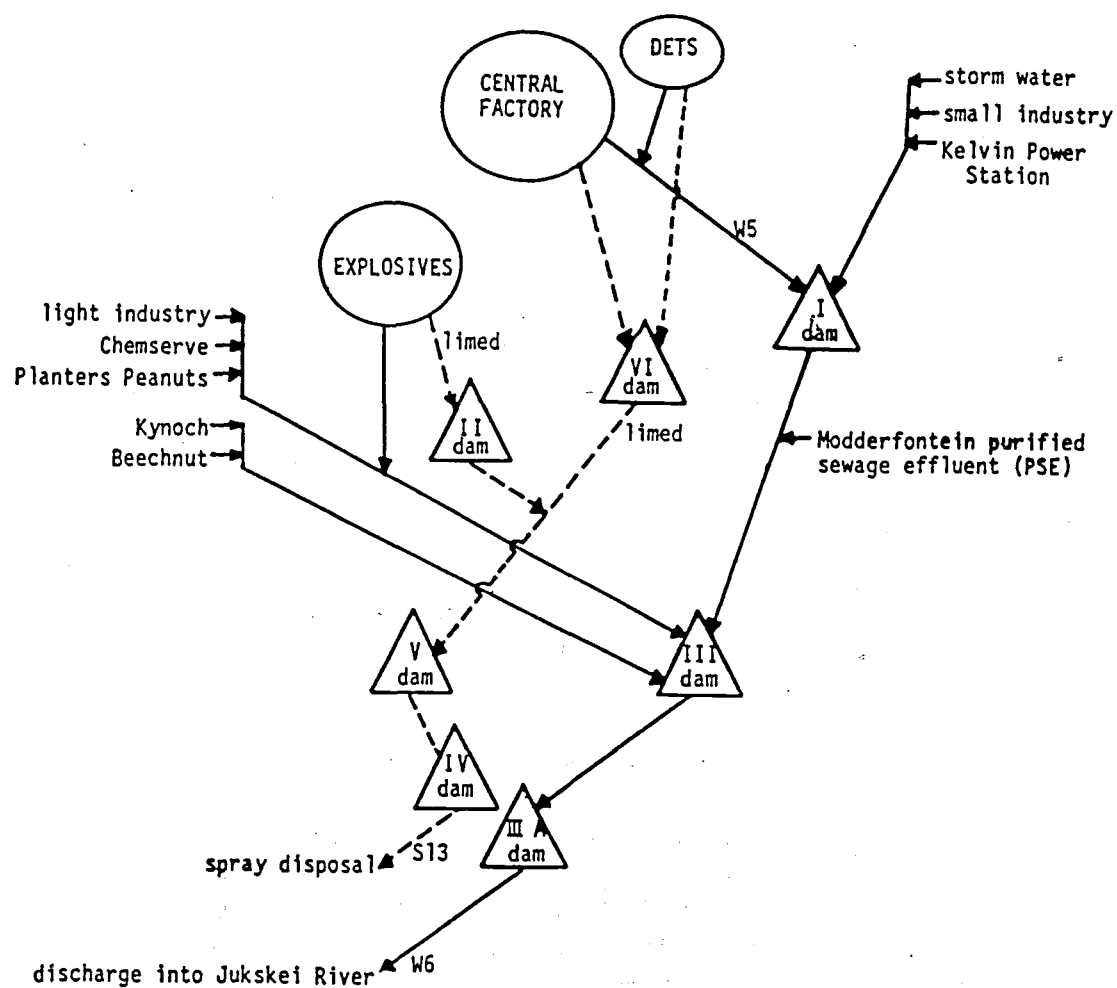 DETS
CENTRAL
FACTORY
storm water
small industry
Kelvin Power
Station
W5
EXPLOSIVES
light industry
Chemserve
Planters Peanuts
Kynoch
Beechnut
limed
I
dam
VI
dam
limed
II
dam
Modderfontein purified
sewage effluent (PSE)
V
dam
III
dam
IV
dam
III A
dam
S13
spray disposal
W6
discharge into Jukskei River